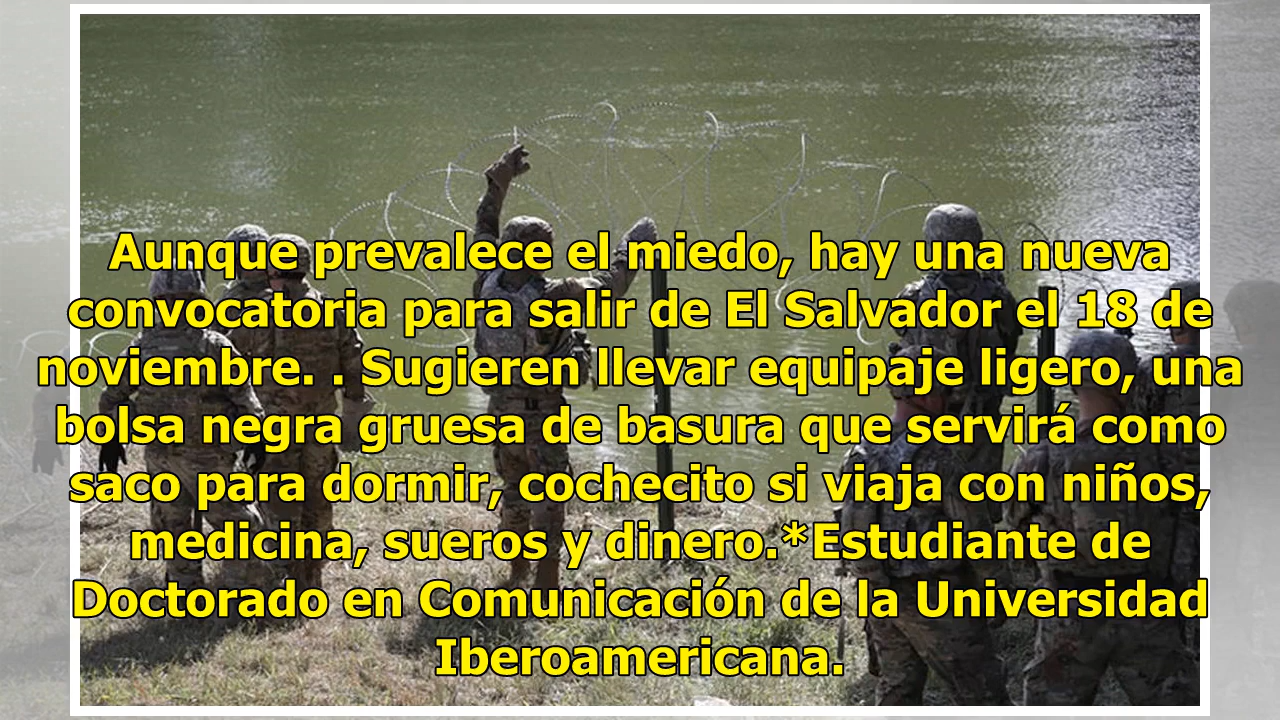 Aunque prevalece el miedo, hay una nueva
convocatoria para salir de El Salvador el 18 de
noviembre. . Sugieren llevar equipaje ligero, una
bolsa negra gruesa de basura que servirá como
saco para dormir, cochecito si viaja con niños,
medicina, sueros y dinero.*Estudiante de
Doctorado en Comunicación de la Universidad
Iberoamericana.